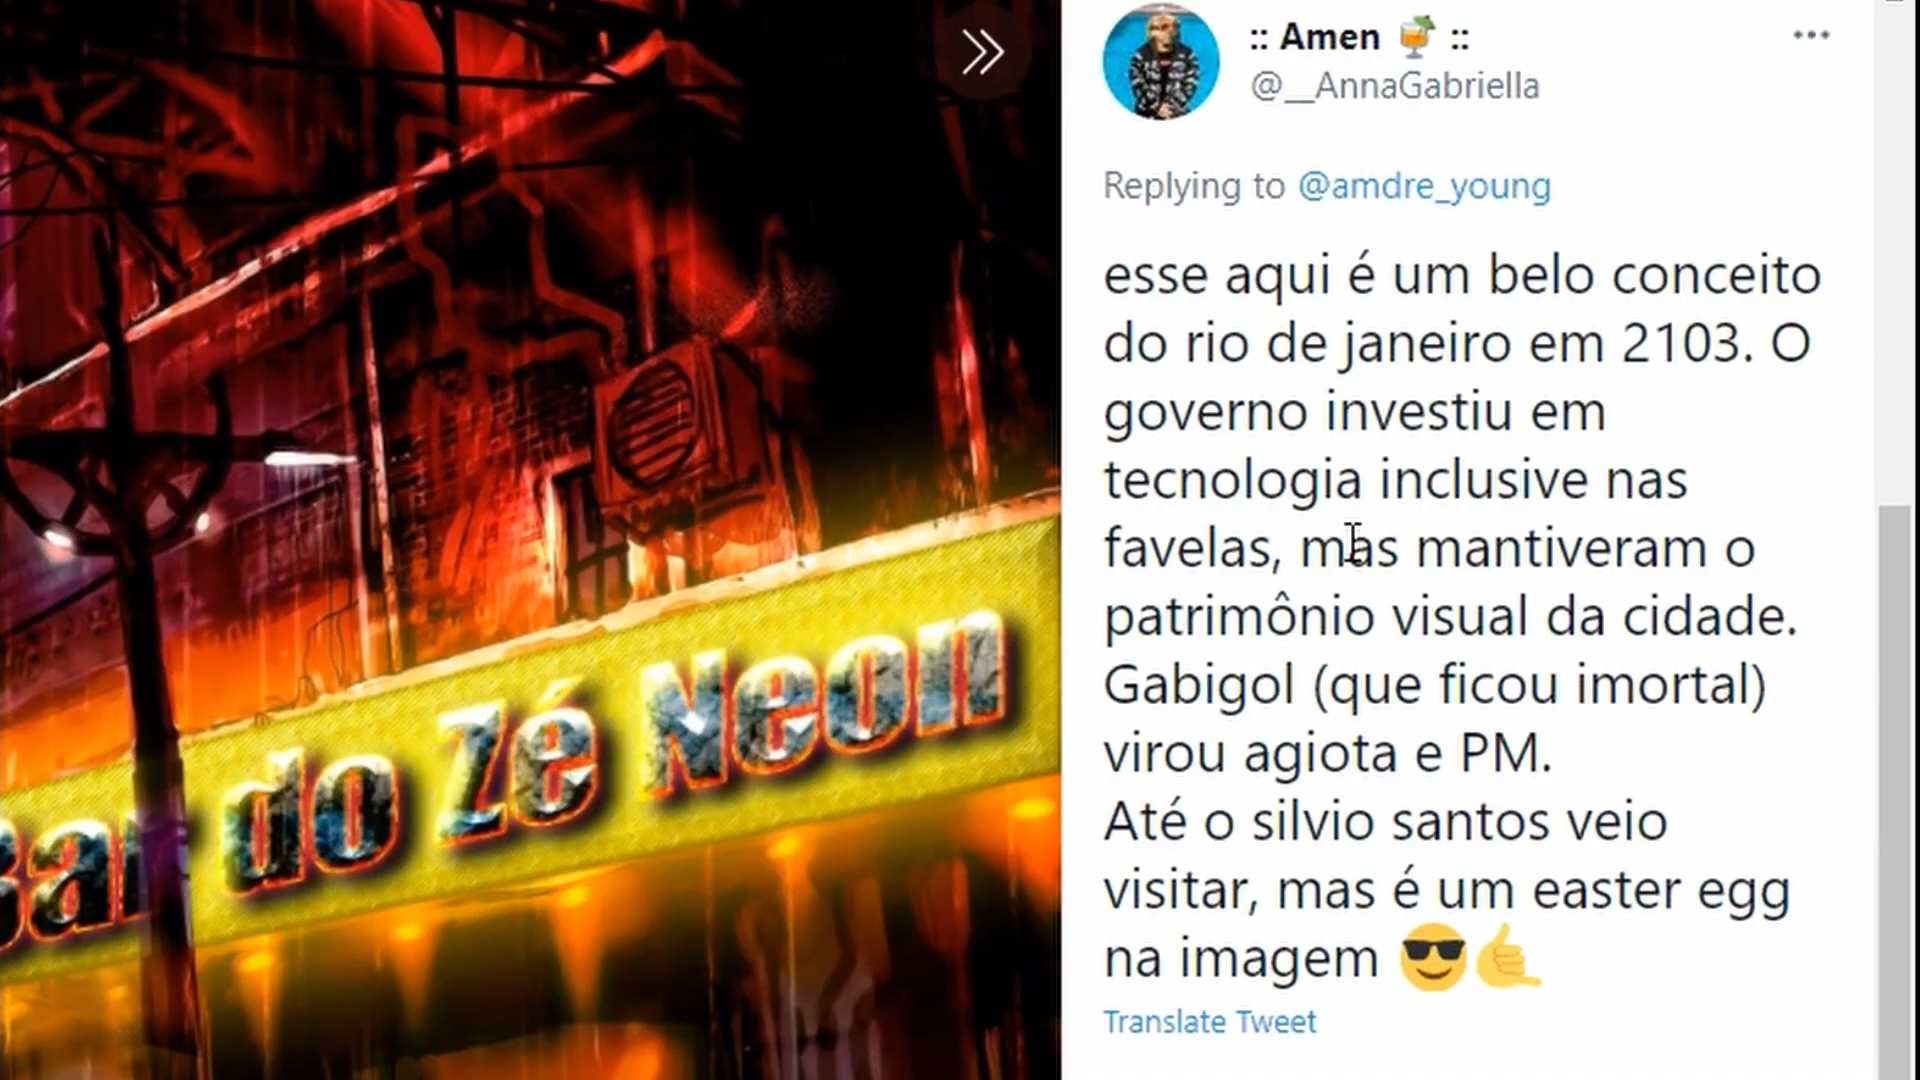 Bar do Zé Neon
:: Amen 🍹 ::
@__AnnaGabriella
Replying to @amdre_young
esse aqui é um belo conceito
do rio de janeiro em 2103. O
governo investiu em
tecnologia inclusive nas
favelas, mas mantiveram o
patrimônio visual da cidade.
Gabigol (que ficou imortal)
virou agiota e PM.
Até o silvio santos veio
visitar, mas é um easter egg
na imagem 😎🤙
Translate Tweet